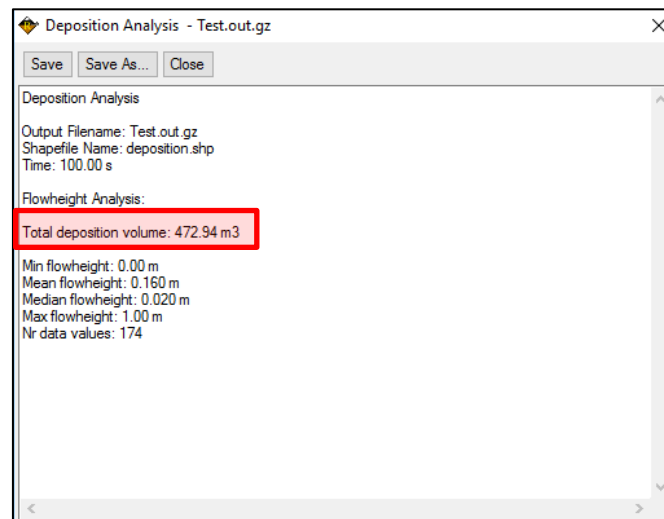 Deposition Analysis - Test.out.gz
Save Save As... Close
Deposition Analysis
Output Filename: Test.out.gz
Shapefile Name: deposition.shp
Time: 100.00 s
Flowheight Analysis:
Total deposition volume: 472.94 m3
Min flowheight: 0.00 m
Mean flowheight: 0.160 m
Median flowheight: 0.020 m
Max flowheight: 1.00 m
Nr data values: 174